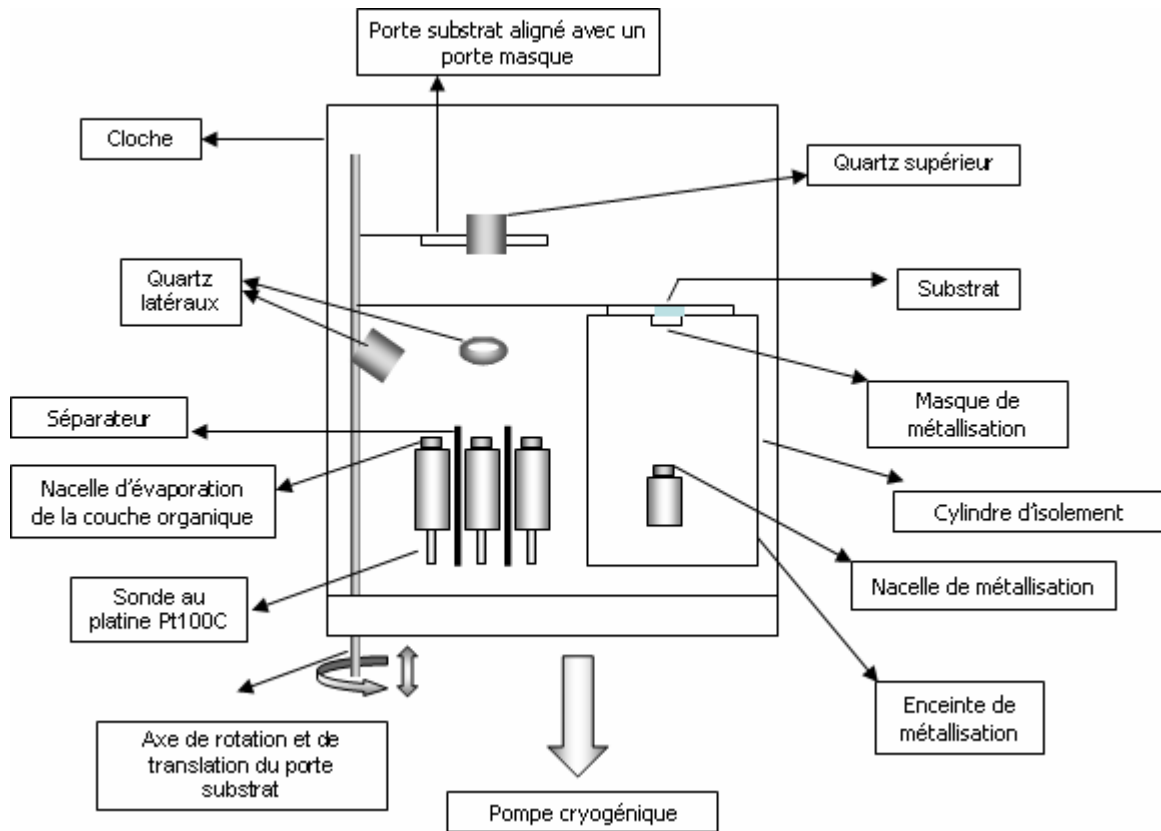 Porte substrat aligné avec un
porte masque
Cloche
Quartz supérieur
Quartz
latéraux
Substrat
Séparateur
Masque de
métallisation
Nacelle d'évaporation
de la couche organique
Cylindre d'isolement
Nacelle de métallisation
Sonde au
platine Pt100C
Enceinte de
métallisation
Axe de rotation et de
translation du porte
substrat
Pompe cryogénique